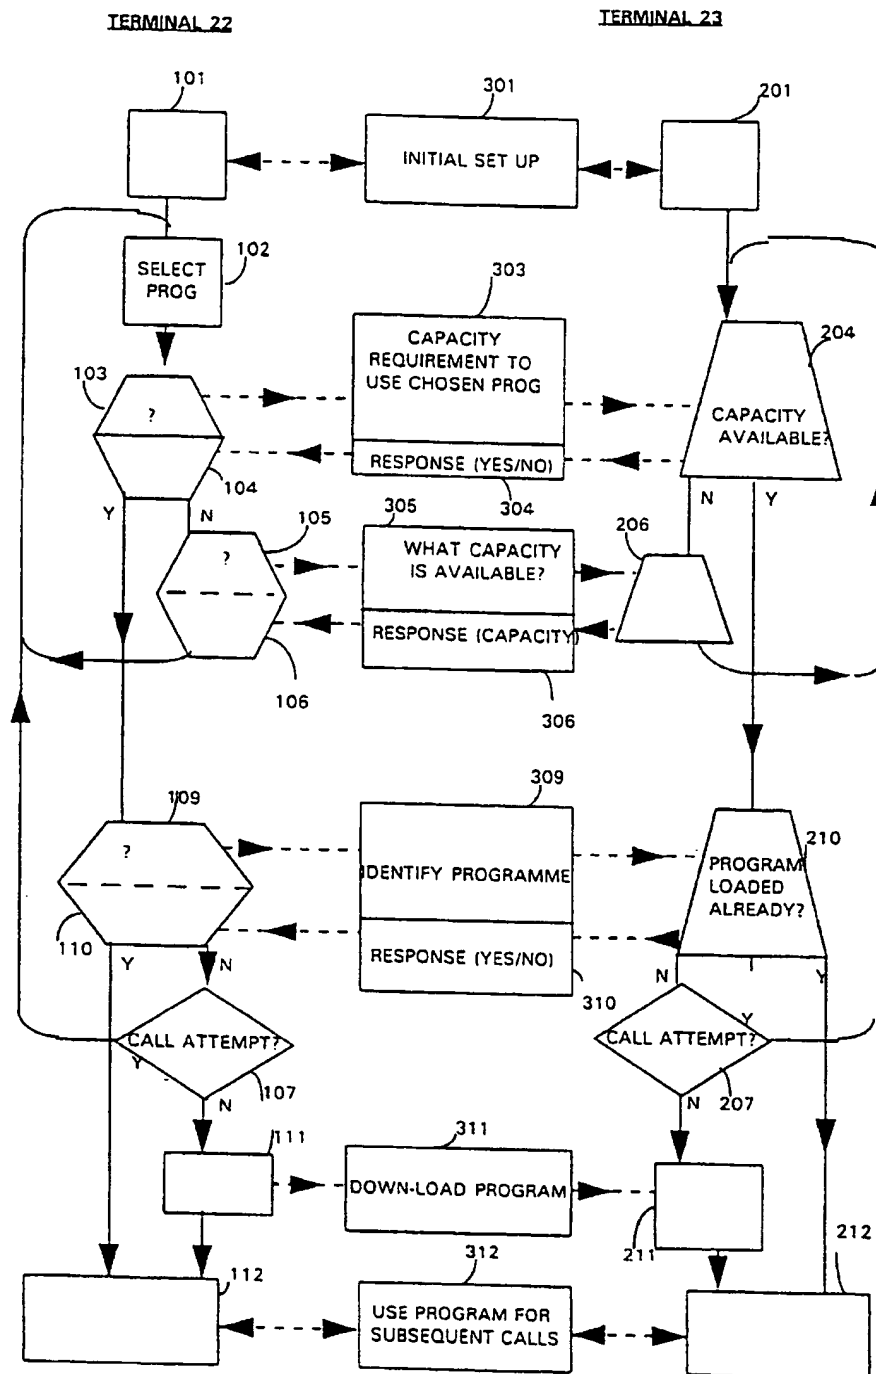 TERMINAL 22
TERMINAL 23
101
301
201
INITIAL SET UP
102
SELECT
PROG
303
204
CAPACITY
REQUIREMENT TO
USE CHOSEN PROG
103
?
CAPACITY
AVAILABLE?
RESPONSE (YES/NO)
104
304
Y
N
N
Y
105
305
206
?
WHAT CAPACITY
IS AVAILABLE?
RESPONSE (CAPACITY)
106
306
109
309
210
?
PROGRAM
LOADED
ALREADY?
IDENTIFY PROGRAMME
110
RESPONSE (YES/NO)
310
Y
N
N
Y
CALL ATTEMPT?
Y
CALL ATTEMPT?
Y
107
207
N
N
111
311
DOWN-LOAD PROGRAM
211
212
112
312
USE PROGRAM FOR
SUBSEQUENT CALLS